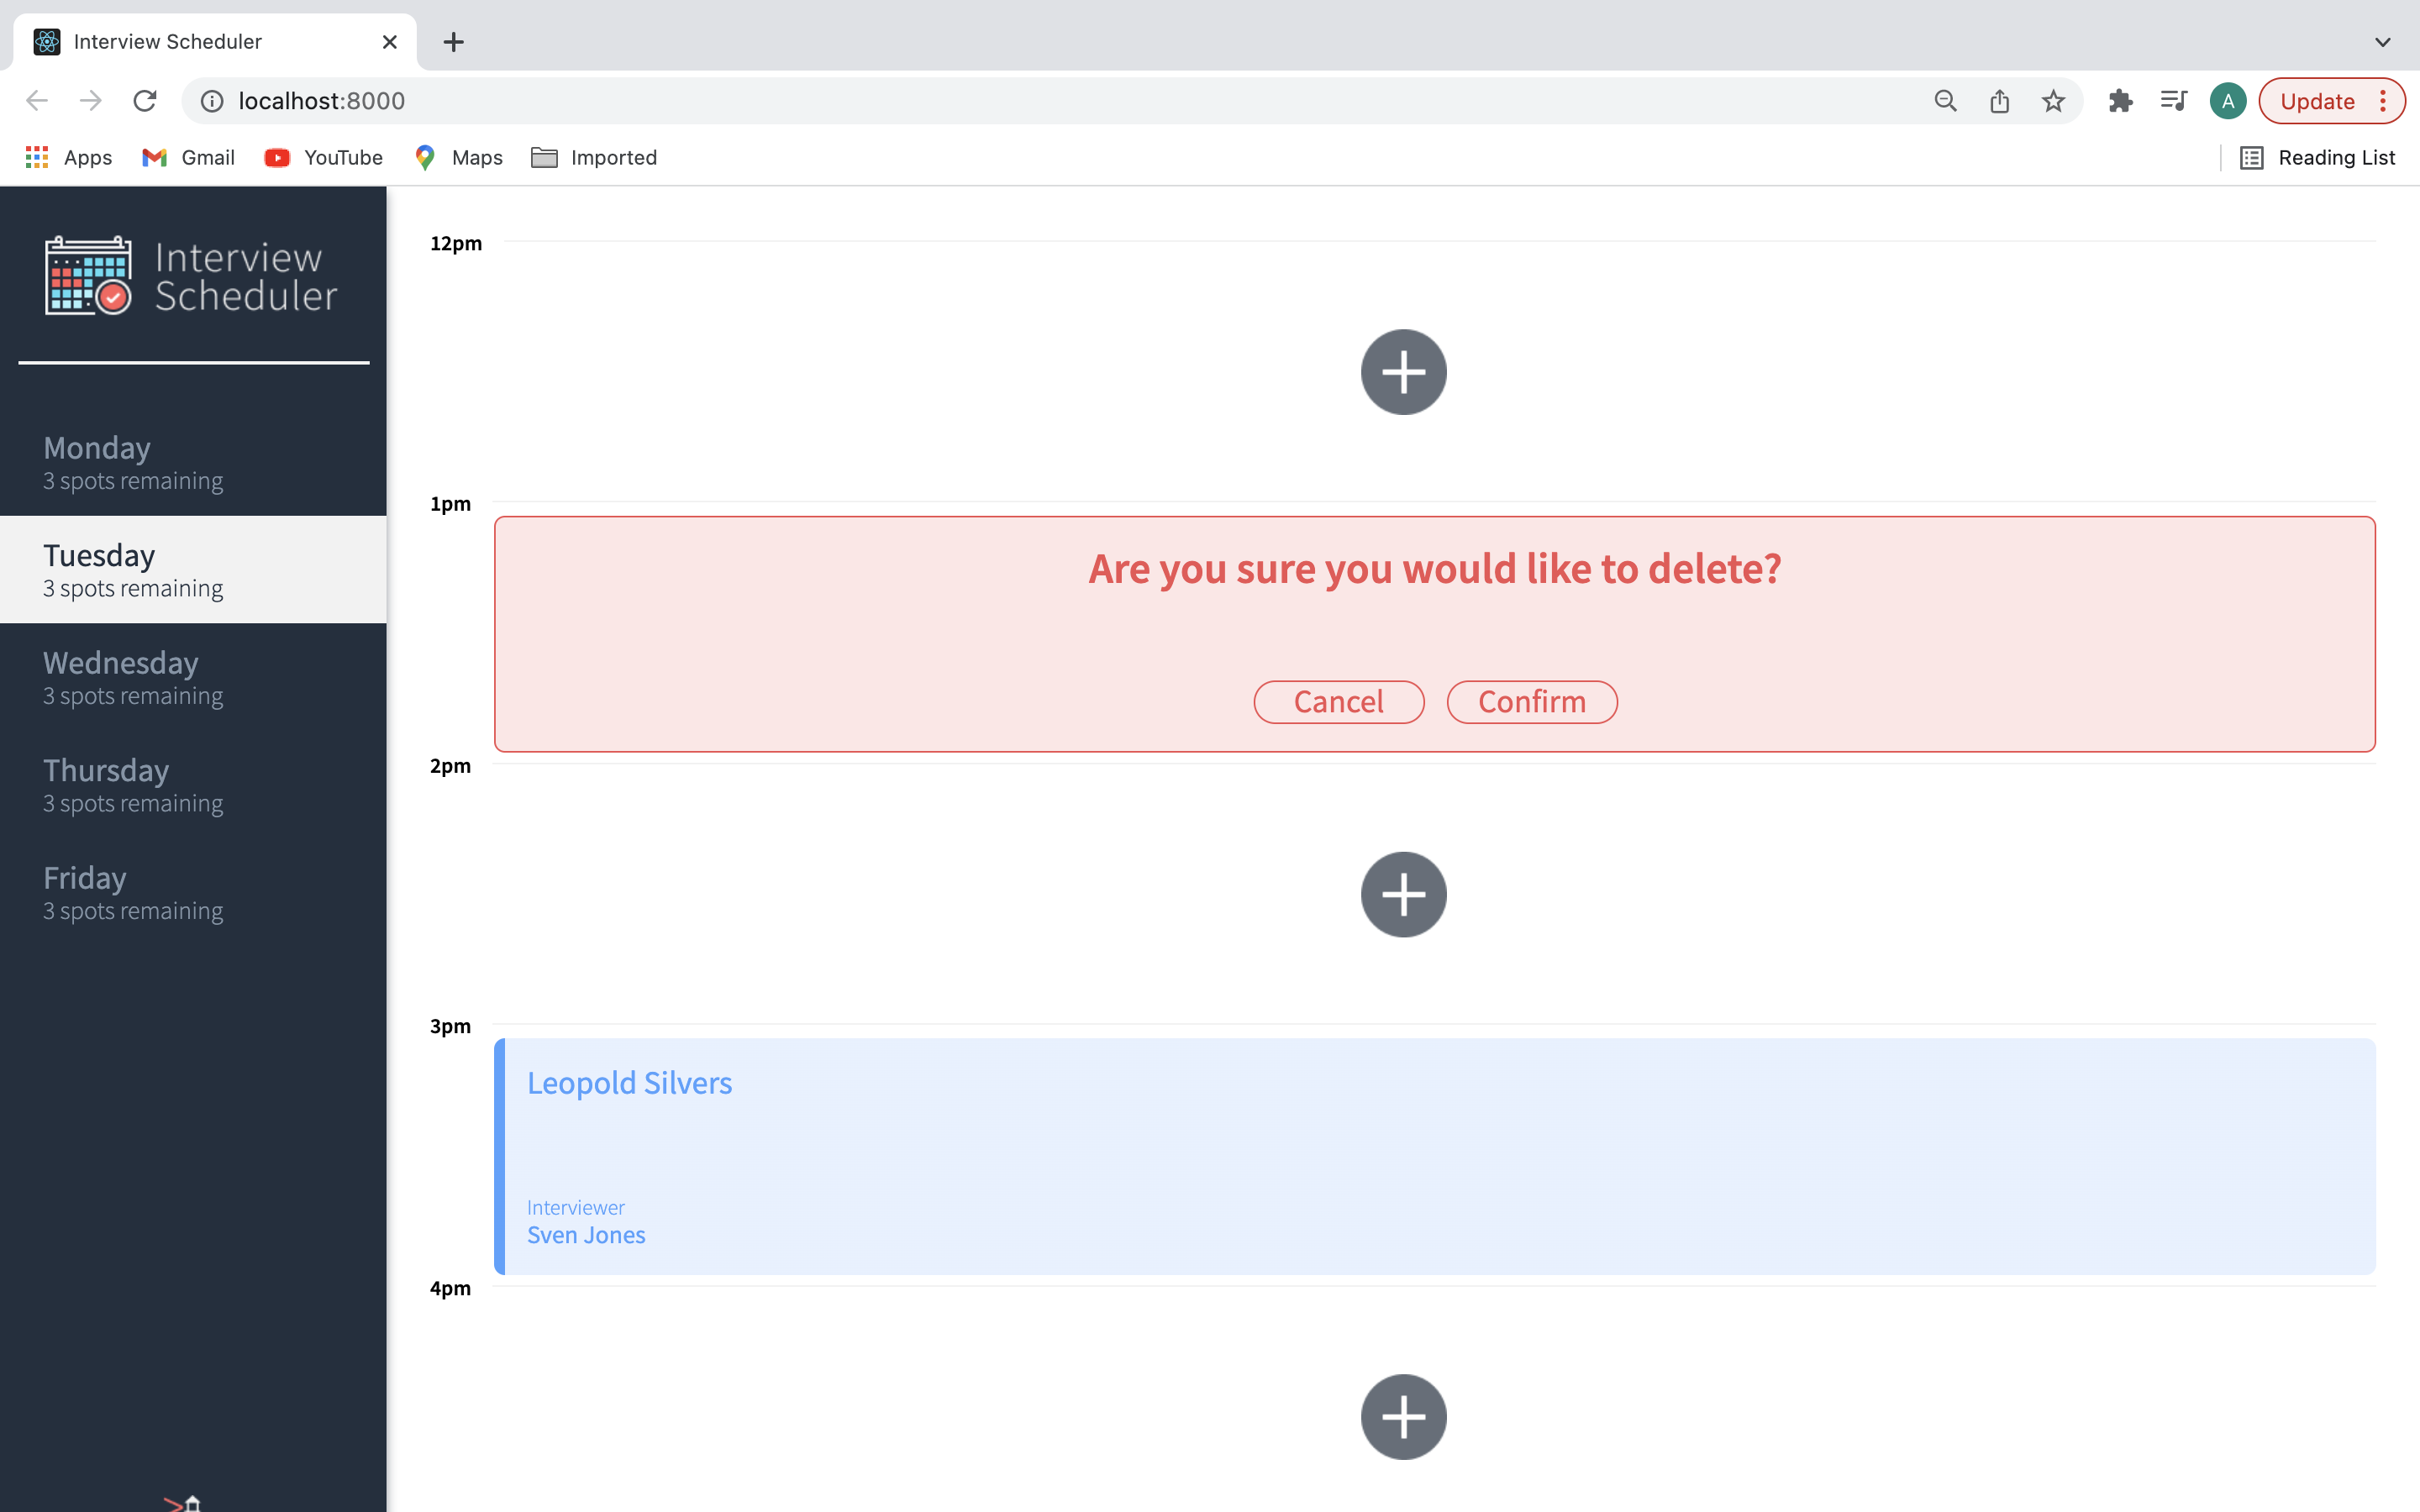 Interview Scheduler
localhost:8000
A
Update
Apps
Gmail
YouTube
Maps
Imported
Reading List
Interview
Scheduler
Monday
3 spots remaining
Tuesday
3 spots remaining
Wednesday
3 spots remaining
Thursday
3 spots remaining
Friday
3 spots remaining
12pm
1pm
Are you sure you would like to delete?
Cancel
Confirm
2pm
3pm
Leopold Silvers
Interviewer
Sven Jones
4pm